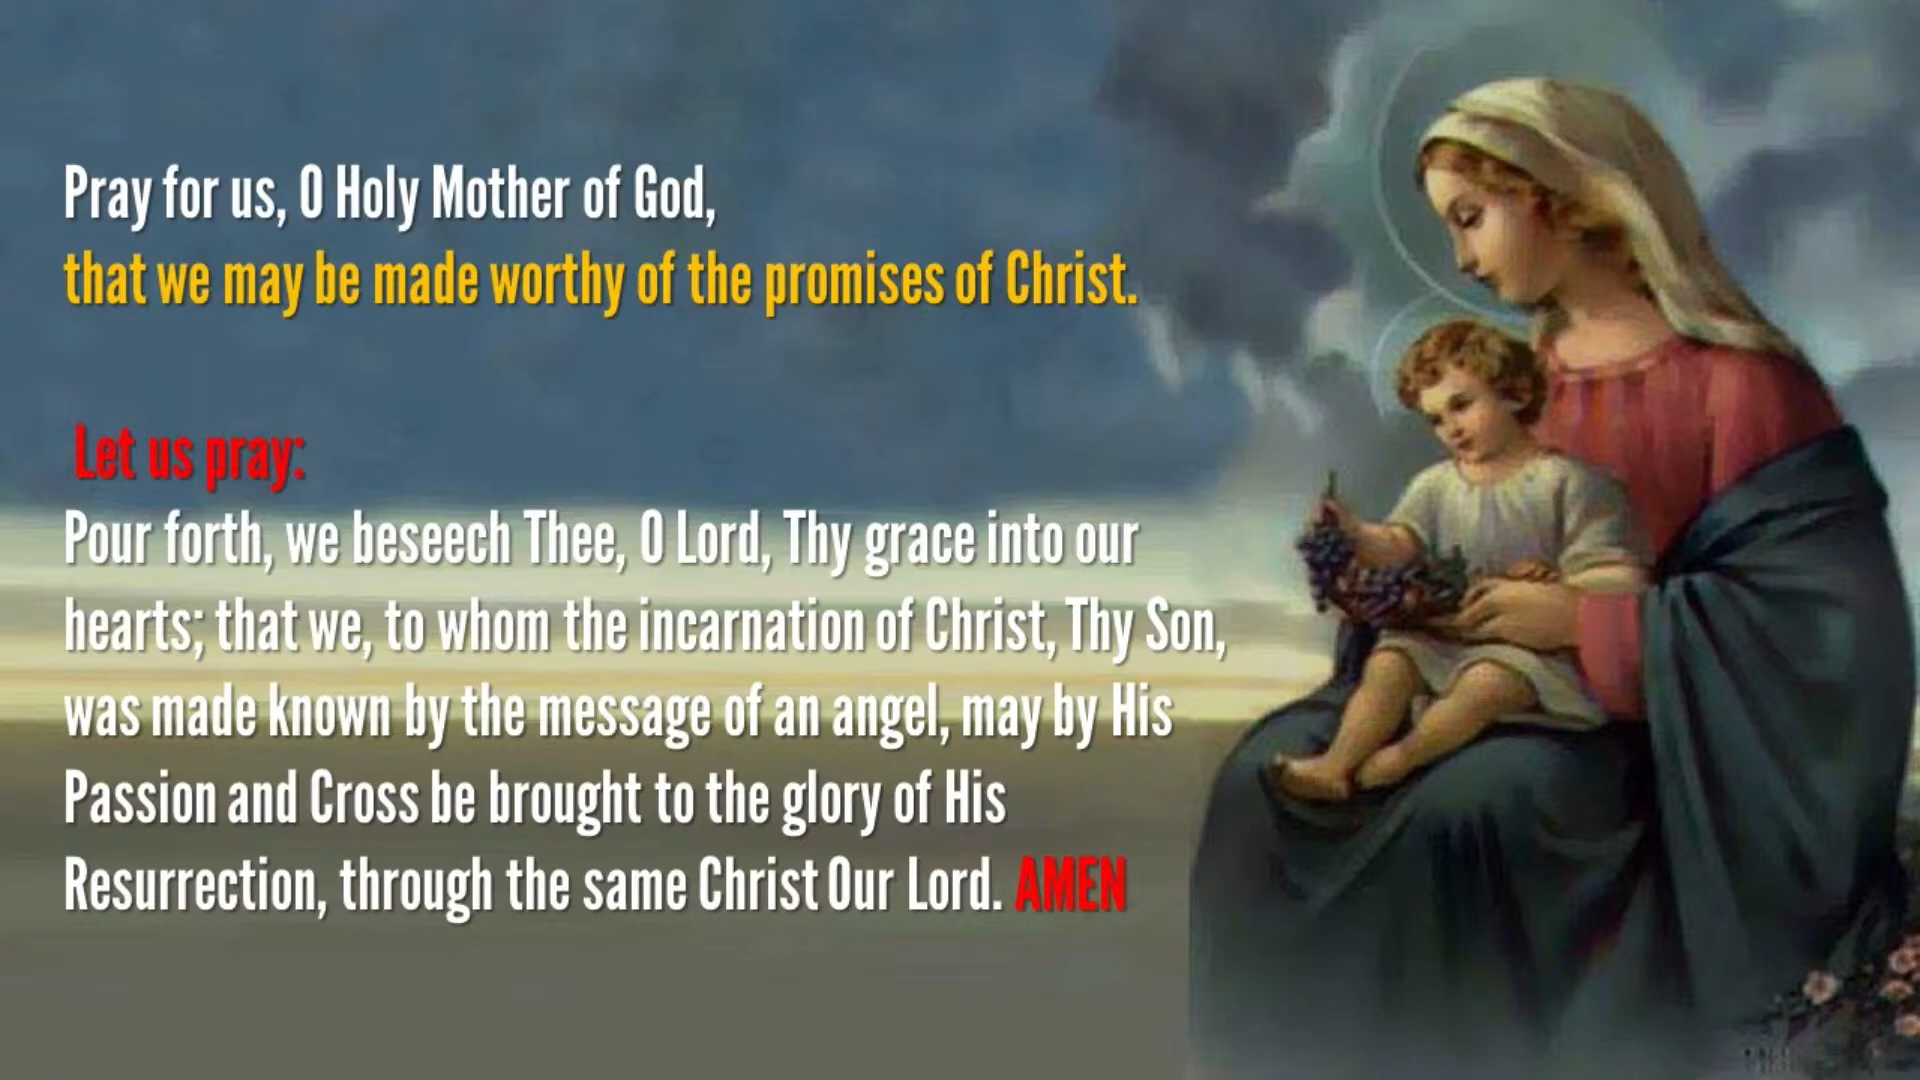 Pray for us, O Holy Mother of God,
that we may be made worthy of the promises of Christ.
Let us pray:
Pour forth, we beseech Thee, O Lord, Thy grace into our
hearts; that we, to whom the incarnation of Christ, Thy Son,
was made known by the message of an angel, may by His
Passion and Cross be brought to the glory of His
Resurrection, through the same Christ Our Lord. AMEN